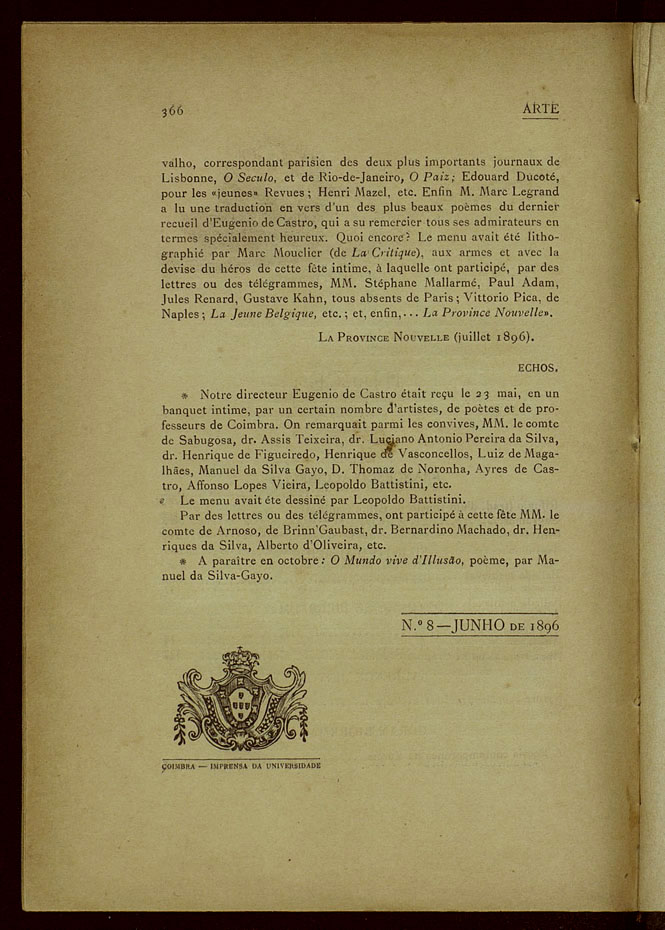 366
ARTE
valho, correspondant parisien des deux plus importants journaux de
Lisbonne, O Seculo, et de Rio-de-Janeiro, O Paiz; Edouard Ducoté,
pour les «jeunes» Revues; Henri Mazel, etc. Enfin M. Marc Legrand
a lu une traduction en vers d'un des plus beaux poèmes du dernier
recueil d'Eugenio de Castro, qui a su remercier tous ses admirateurs en
termes spécialement heureux. Quoi encore? Le menu avait été litho-
graphié par Marc Mouclier (de La Critique), aux armes et avec la
devise du héros de cette fète intime, à laquelle ont participé, par des
lettres ou des télégrammes, MM. Stéphane Mallarmé, Paul Adam,
Jules Renard, Gustave Kahn, tous absents de Paris; Vittorio Pica, de
Naples; La Jeune Belgique, etc.; et, enfin,... La Province Nouvelle».
LA PROVINCE NOUVELLE (juillet 1896).
ECHOS.
* Notre directeur Eugenio de Castro était reçu le 23 mai, en un
banquet intime, par un certain nombre d'artistes, de poètes et de pro-
fesseurs de Coimbra. On remarquait parmi les convives, MM. le comte
de Sabugosa, dr. Assis Teixeira, dr. Luciano Antonio Pereira da Silva,
dr. Henrique de Figueiredo, Henrique de Vasconcellos, Luiz de Maga-
lhães, Manuel da Silva Gayo, D. Thomaz de Noronha, Ayres de Cas-
tro, Affonso Lopes Vieira, Leopoldo Battistini, etc.
* Le menu avait éte dessiné par Leopoldo Battistini.
Par des lettres ou des télégrammes, ont participé à cette fète MM. le
comte de Arnoso, de Brinn'Gaubast, dr. Bernardino Machado, dr. Hen-
riques da Silva, Alberto d'Oliveira, etc.
* A paraître en octobre: O Mundo vive d'Illusão, poème, par Ma-
nuel da Silva-Gayo.
N.º 8—JUNHO DE 1896
COIMBRA — IMPRENSA DA UNIVERSIDADE